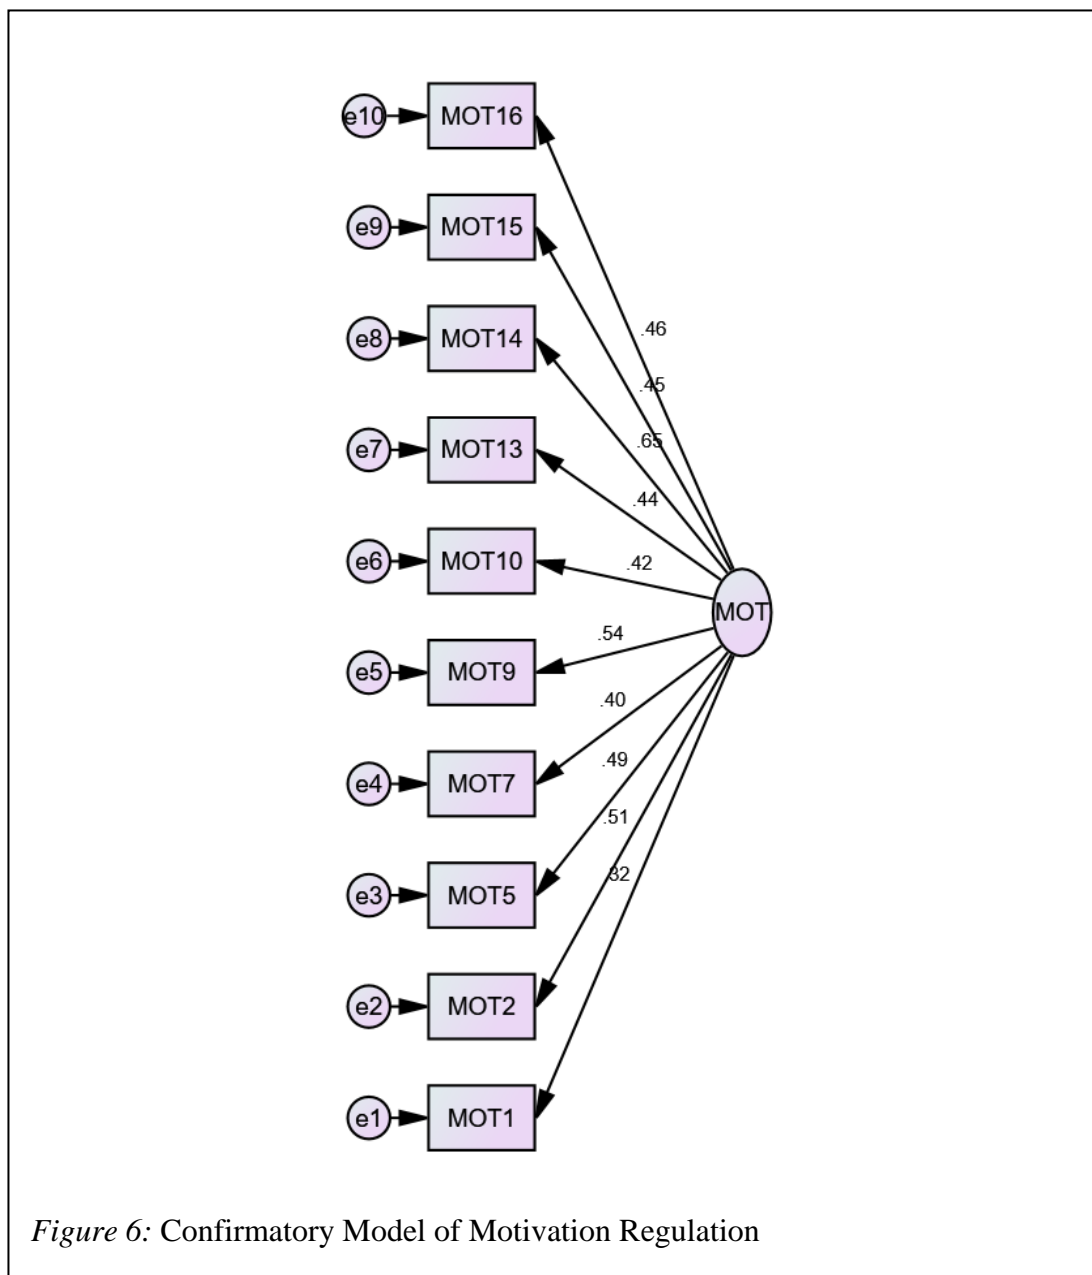 e10 MOT16
e9 MOT15
e8 MOT14
e7 MOT13
e6 MOT10
e5 MOT9
e4 MOT7
e3 MOT5
e2 MOT2
e1 MOT1
.46
.45
.65
.44
.42
.54
.40
.49
.51
.32
MOT
Figure 6: Confirmatory Model of Motivation Regulation